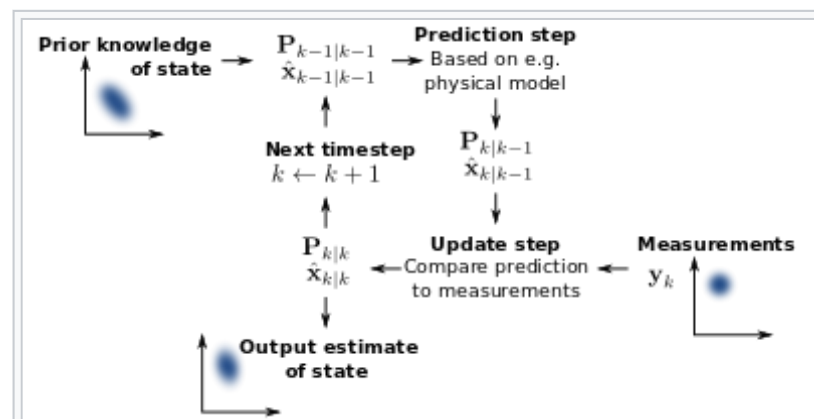 Prior knowledge
of state
P_{k−1|k−1}
x̂_{k−1|k−1}
Prediction step
Based on e.g.
physical model
P_{k|k−1}
x̂_{k|k−1}
Next timestep
k ← k + 1
P_{k|k}
x̂_{k|k}
Update step
Compare prediction
to measurements
Measurements
y_k
Output estimate
of state